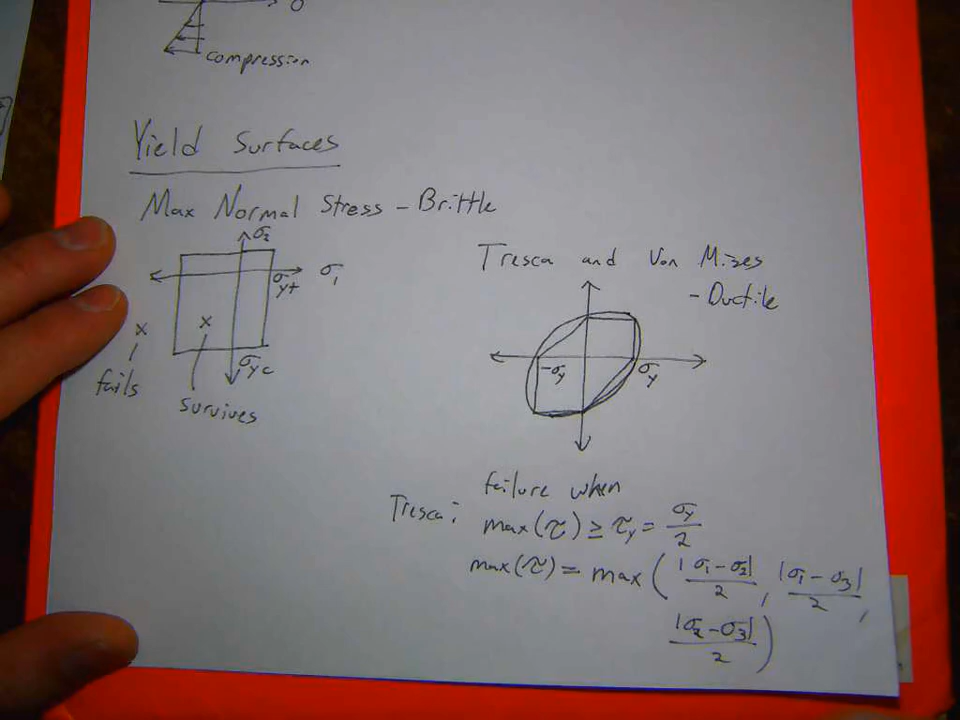 σ
compression
Yield Surfaces
Max Normal Stress - Brittle
σ₂
σ₁
σyt
x
x
σyc
fails
survives
Tresca and Von Mises
- Ductile
-σy
σy
failure when
Tresca: max(τ) ≥ τy = σy/2
max(τ) = max(|σ₁-σ₂|/2, |σ₁-σ₃|/2,
|σ₂-σ₃|/2)